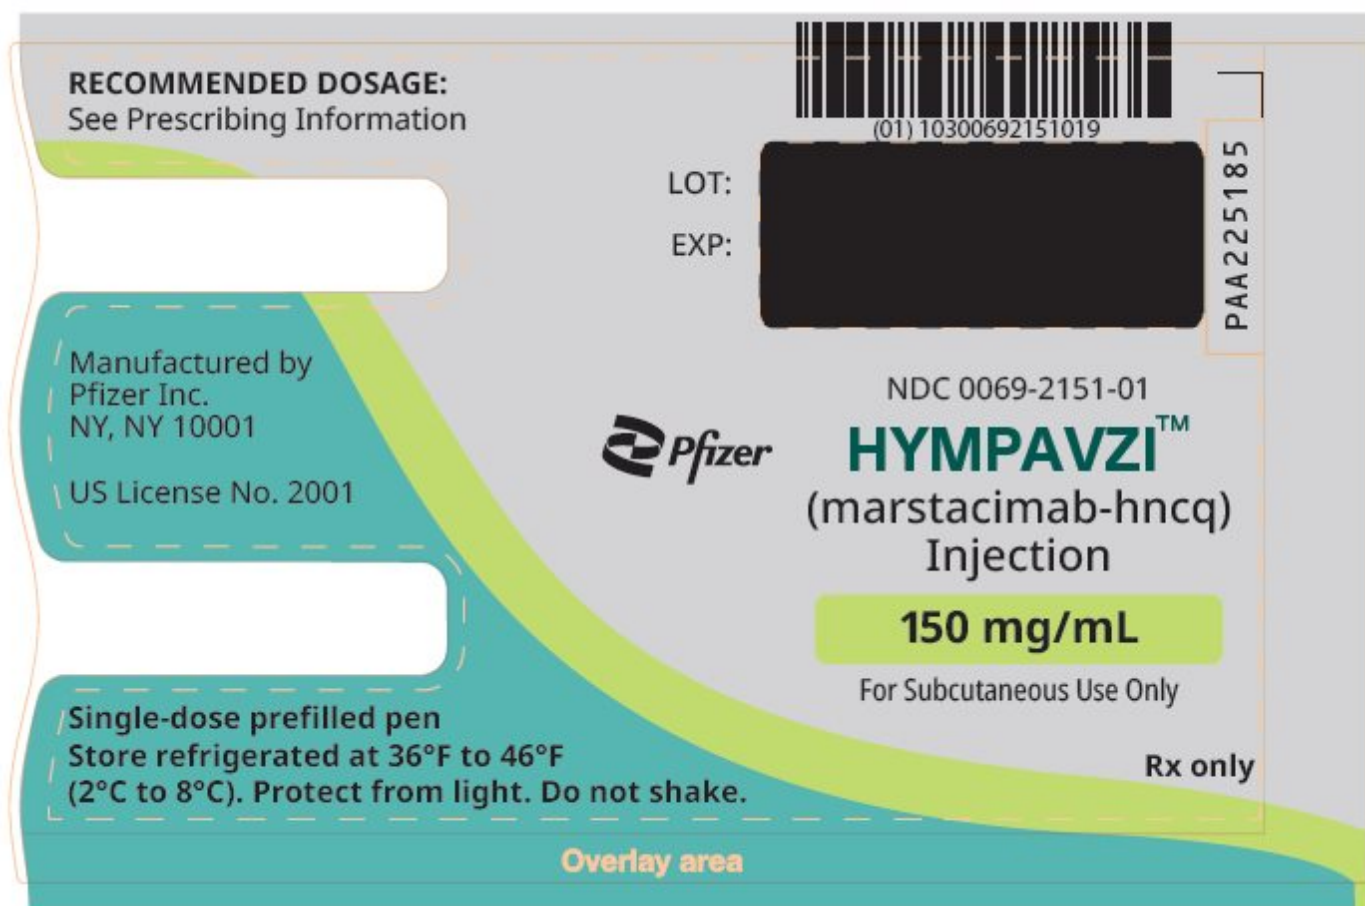 RECOMMENDED DOSAGE:
See Prescribing Information
(01) 10300692151019
LOT:
EXP:
PAA225185
Manufactured by
Pfizer Inc.
NY, NY 10001
US License No. 2001
NDC 0069-2151-01
Pfizer
HYMPAVZI™
(marstacimab-hncq)
Injection
150 mg/mL
For Subcutaneous Use Only
Rx only
Single-dose prefilled pen
Store refrigerated at 36°F to 46°F
(2°C to 8°C). Protect from light. Do not shake.
Overlay area